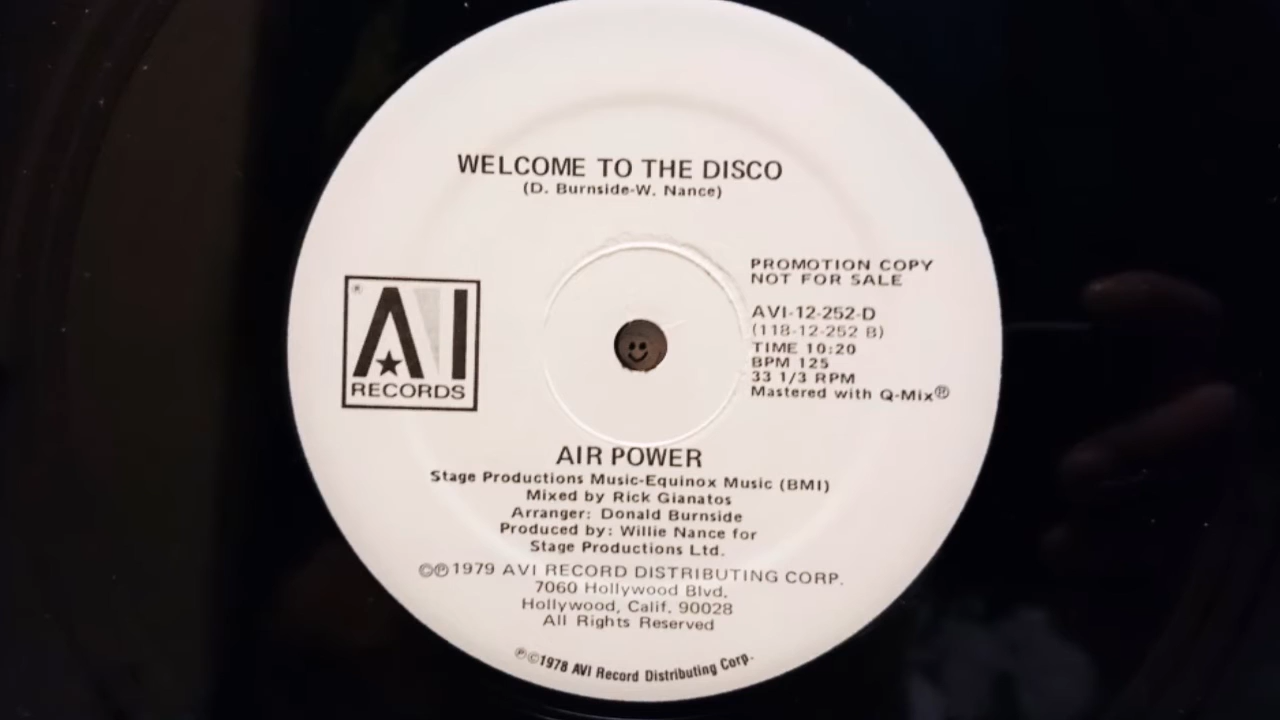 WELCOME TO THE DISCO
(D. Burnside-W. Nance)
PROMOTION COPY
NOT FOR SALE
AVI-12-252-D
(118-12-252 B)
TIME 10:20
BPM 125
33 1/3 RPM
Mastered with Q-Mix®
® AVI
RECORDS
AIR POWER
Stage Productions Music-Equinox Music (BMI)
Mixed by Rick Gianatos
Arranger: Donald Burnside
Produced by: Willie Nance for
Stage Productions Ltd.
©℗1979 AVI RECORD DISTRIBUTING CORP.
7060 Hollywood Blvd.
Hollywood, Calif. 90028
All Rights Reserved
℗©1978 AVI Record Distributing Corp.